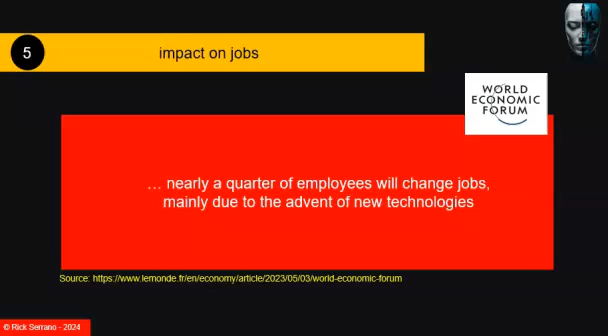 5
impact on jobs
WORLD
ECONOMIC
FORUM
… nearly a quarter of employees will change jobs,
mainly due to the advent of new technologies
Source: https://www.lemonde.fr/en/economy/article/2023/05/03/world-economic-forum
© Rick Serrano - 2024